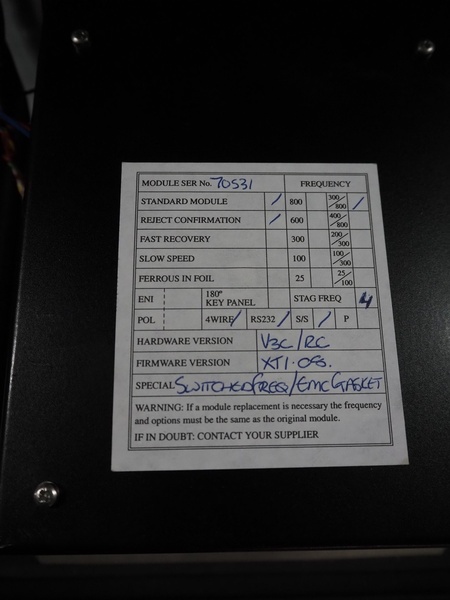 MODULE SER No. 70531 FREQUENCY
STANDARD MODULE / 800 300/800 /
REJECT CONFIRMATION / 600 400/800
FAST RECOVERY 300 200/300
SLOW SPEED 100 100/300
FERROUS IN FOIL 25 25/100
ENI 180° KEY PANEL STAG FREQ 4
POL 4WIRE / RS232 / S/S / P
HARDWARE VERSION V3C/RC
FIRMWARE VERSION XT1.08S.
SPECIAL SWITCHED FREQ/EMC GASKET
WARNING: If a module replacement is necessary the frequency
and options must be the same as the original module.
IF IN DOUBT: CONTACT YOUR SUPPLIER